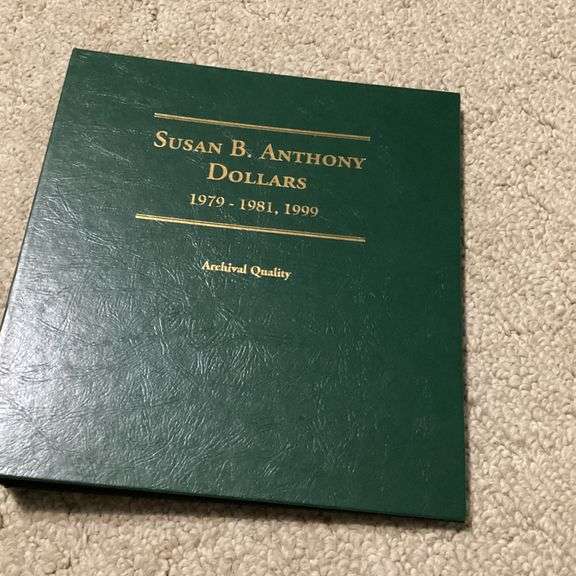 Susan B. Anthony
Dollars
1979 - 1981, 1999
Archival Quality